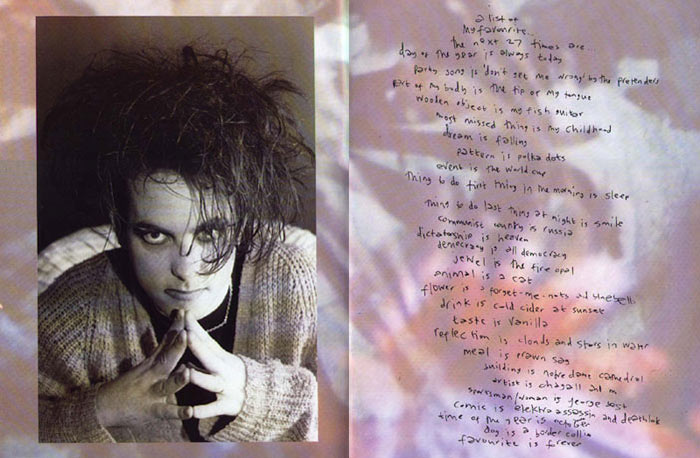 a list of
my favourite...
the next 27 times are...
day of the year is always today
party song is 'don't get me wrong' by the pretenders
part of my body is the tip of my tongue
wooden object is my fish guitar
most missed thing is my childhood
dream is falling
pattern is polka dots
event is the world cup
thing to do first thing in the morning is sleep
thing to do last thing at night is smile
communist country is russia
dictatorship is heaven
democracy is all democracy
jewel is the fire opal
animal is a cat
flower is forget-me-nots and bluebells
drink is cold cider at sunset
taste is vanilla
reflection is clouds and stars in water
meal is prawn sag
building is notre dame cathedral
artist is chagall and
sportsman/woman is george best
comic is elektra assassin and deathlok
time of the year is october
dog is a border collie
favourite is forever